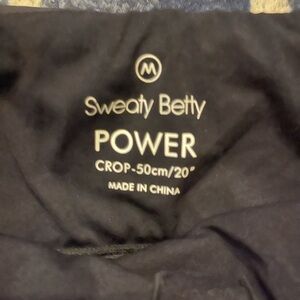 M
Sweaty Betty
POWER
CROP-50cm/20"
MADE IN CHINA